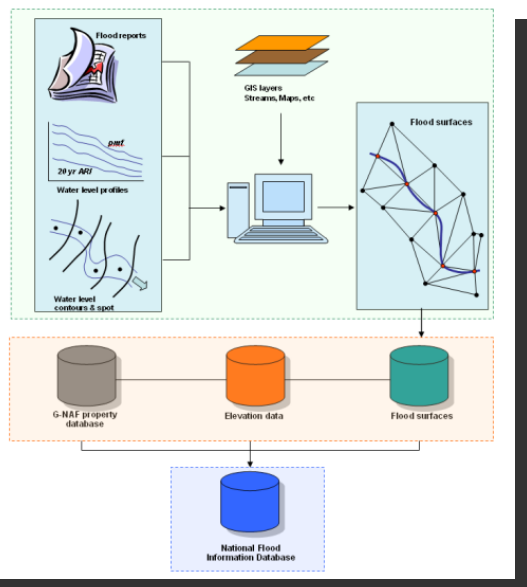 Flood reports
pmf
20 yr ARI
Water level profiles
Water level
contours & spot
GIS layers
Streams, Maps, etc
Flood surfaces
G-NAF property
database
Elevation data
Flood surfaces
National Flood
Information Database